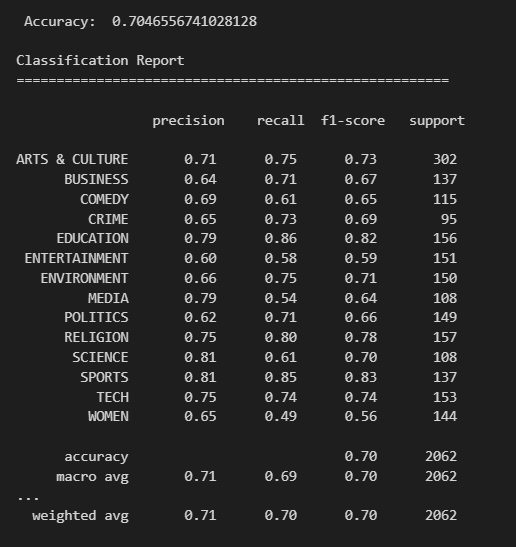 Accuracy:  0.7046556741028128
Classification Report
======================================================
precision    recall  f1-score   support
ARTS & CULTURE       0.71      0.75      0.73       302
BUSINESS       0.64      0.71      0.67       137
COMEDY       0.69      0.61      0.65       115
CRIME       0.65      0.73      0.69        95
EDUCATION       0.79      0.86      0.82       156
ENTERTAINMENT       0.60      0.58      0.59       151
ENVIRONMENT       0.66      0.75      0.71       150
MEDIA       0.79      0.54      0.64       108
POLITICS       0.62      0.71      0.66       149
RELIGION       0.75      0.80      0.78       157
SCIENCE       0.81      0.61      0.70       108
SPORTS       0.81      0.85      0.83       137
TECH       0.75      0.74      0.74       153
WOMEN       0.65      0.49      0.56       144
accuracy                           0.70      2062
macro avg       0.71      0.69      0.70      2062
...
weighted avg       0.71      0.70      0.70      2062